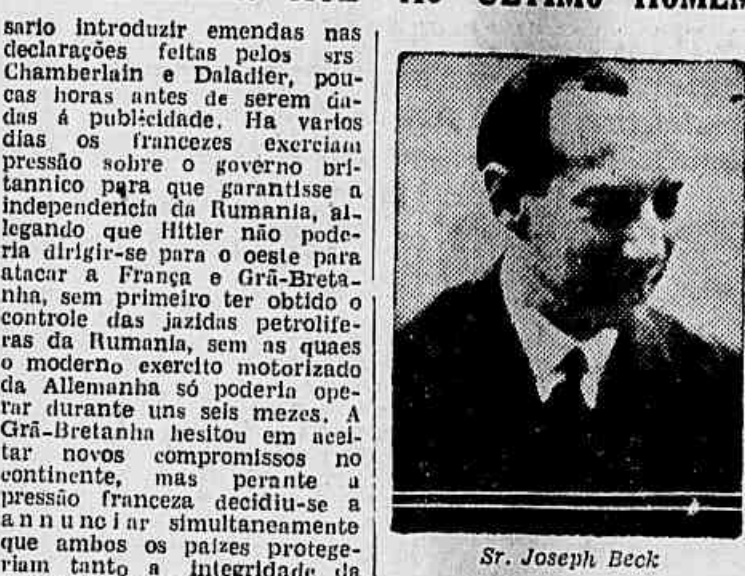 AO ULTIMO HOMEM
sario introduzir emendas nas
declarações feitas pelos srs
Chamberlain e Daladier, pou-
cas horas antes de serem da-
das á publicidade. Ha varios
dias os francezes exerciam
pressão sobre o governo bri-
tannico para que garantisse a
independencia da Rumania, al-
legando que Hitler não pode-
ria dirigir-se para o oeste para
atacar a França e Grã-Breta-
nha, sem primeiro ter obtido o
controle das jazidas petrolife-
ras da Rumania, sem as quaes
o moderno exercito motorizado
da Allemanha só poderia ope-
rar durante uns seis mezes. A
Grã-Bretanha hesitou em acei-
tar novos compromissos no
continente, mas perante a
pressão franceza decidiu-se a
annunciar simultaneamente
que ambos os paizes protege-
riam tanto a integridade da
Sr. Joseph Beck